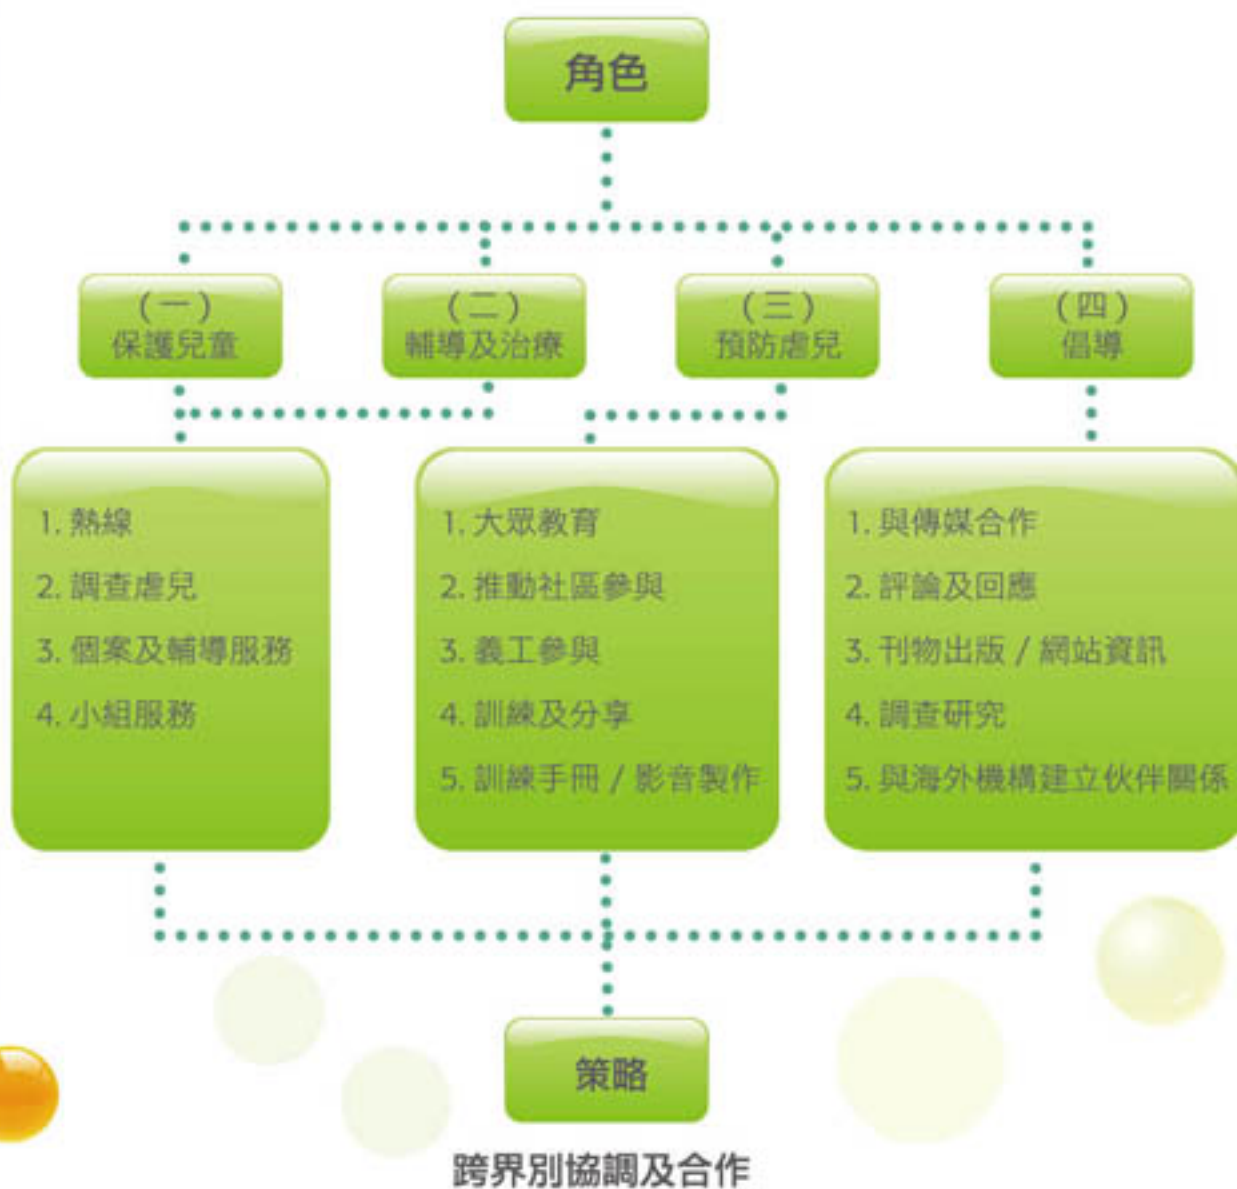 角色
（一）
保護兒童
（二）
輔導及治療
（三）
預防虐兒
（四）
倡導
1. 熱線
2. 調查虐兒
3. 個案及輔導服務
4. 小組服務
1. 大眾教育
2. 推動社區參與
3. 義工參與
4. 訓練及分享
5. 訓練手冊 / 影音製作
1. 與傳媒合作
2. 評論及回應
3. 刊物出版 / 網站資訊
4. 調查研究
5. 與海外機構建立伙伴關係
策略
跨界別協調及合作